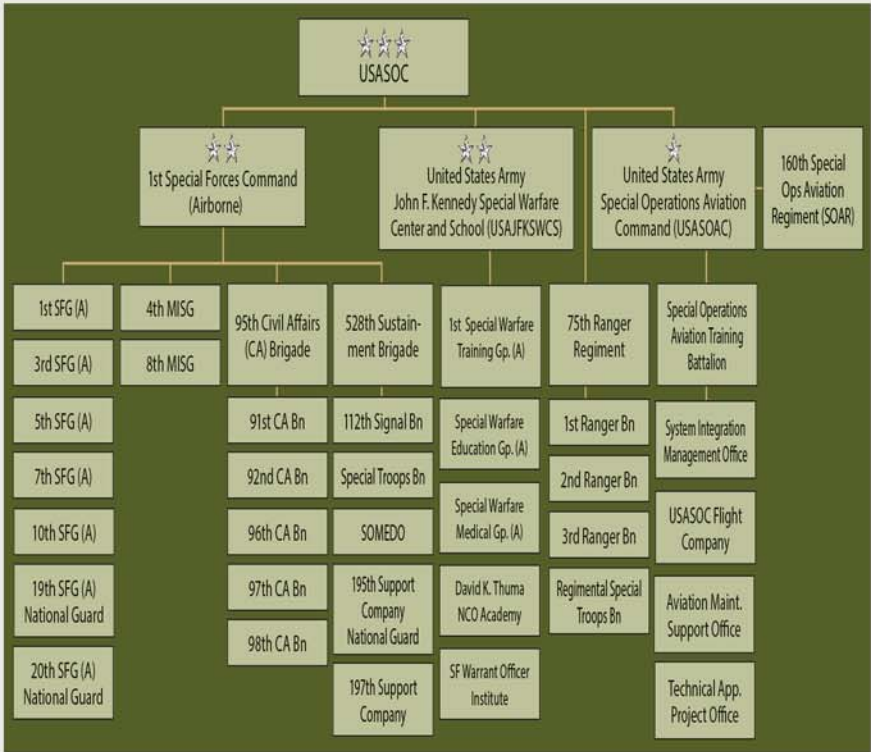 USASOC
1st Special Forces Command
(Airborne)
United States Army
John F. Kennedy Special Warfare
Center and School (USAJFKSWCS)
United States Army
Special Operations Aviation
Command (USASOAC)
160th Special
Ops Aviation
Regiment (SOAR)
1st SFG (A)
3rd SFG (A)
5th SFG (A)
7th SFG (A)
10th SFG (A)
19th SFG (A)
National Guard
20th SFG (A)
National Guard
4th MISG
8th MISG
95th Civil Affairs
(CA) Brigade
91st CA Bn
92nd CA Bn
96th CA Bn
97th CA Bn
98th CA Bn
528th Sustain-
ment Brigade
112th Signal Bn
Special Troops Bn
SOMEDO
195th Support
Company
National Guard
197th Support
Company
1st Special Warfare
Training Gp. (A)
Special Warfare
Education Gp. (A)
Special Warfare
Medical Gp. (A)
David K. Thuma
NCO Academy
SF Warrant Officer
Institute
75th Ranger
Regiment
1st Ranger Bn
2nd Ranger Bn
3rd Ranger Bn
Regimental Special
Troops Bn
Special Operations
Aviation Training
Battalion
System Integration
Management Office
USASOC Flight
Company
Aviation Maint.
Support Office
Technical App.
Project Office